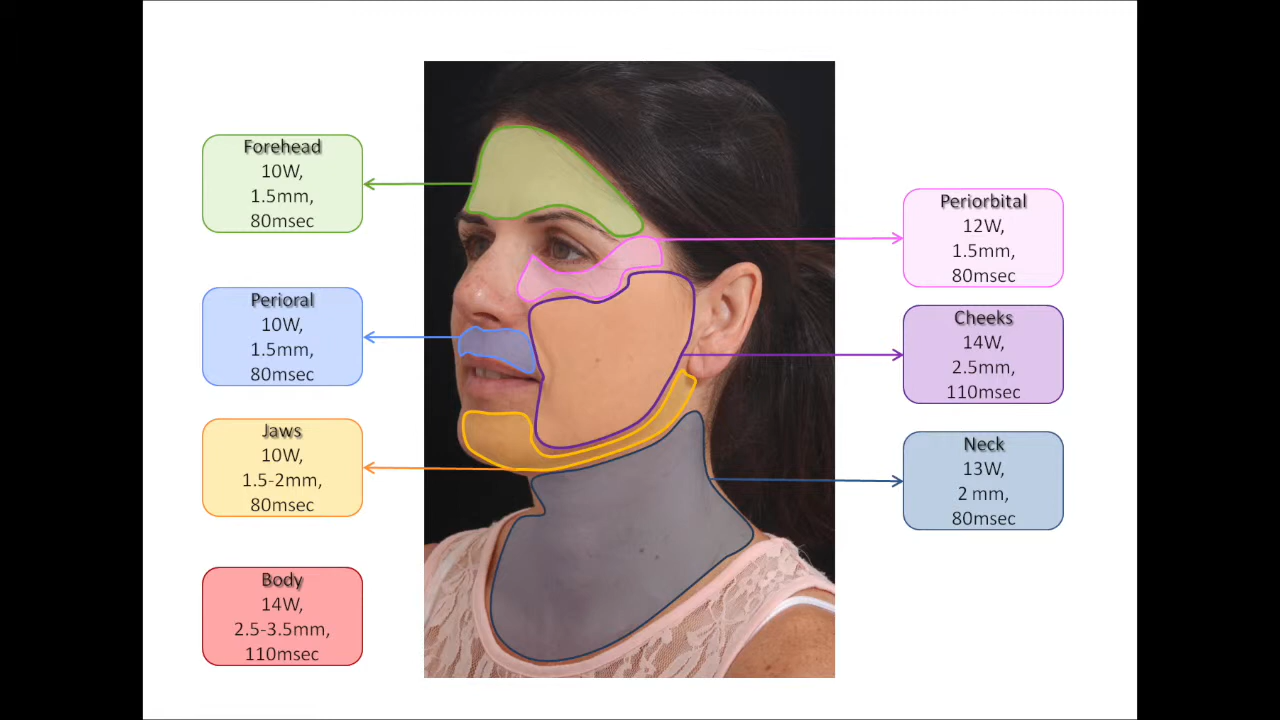 Forehead
10W,
1.5mm,
80msec
Perioral
10W,
1.5mm,
80msec
Jaws
10W,
1.5-2mm,
80msec
Body
14W,
2.5-3.5mm,
110msec
Periorbital
12W,
1.5mm,
80msec
Cheeks
14W,
2.5mm,
110msec
Neck
13W,
2 mm,
80msec